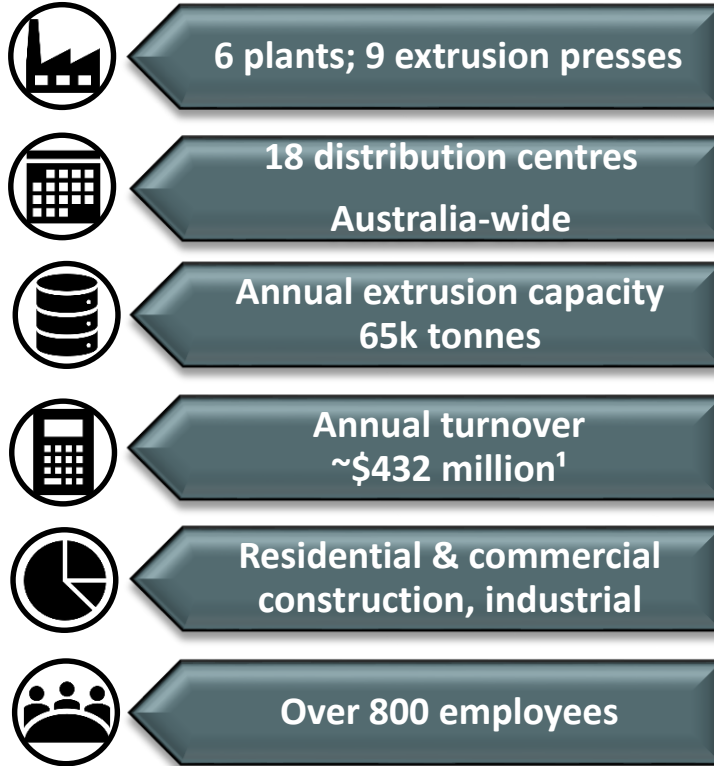 6 plants; 9 extrusion presses
18 distribution centres
Australia-wide
Annual extrusion capacity
65k tonnes
Annual turnover
~$432 million¹
Residential & commercial
construction, industrial
Over 800 employees